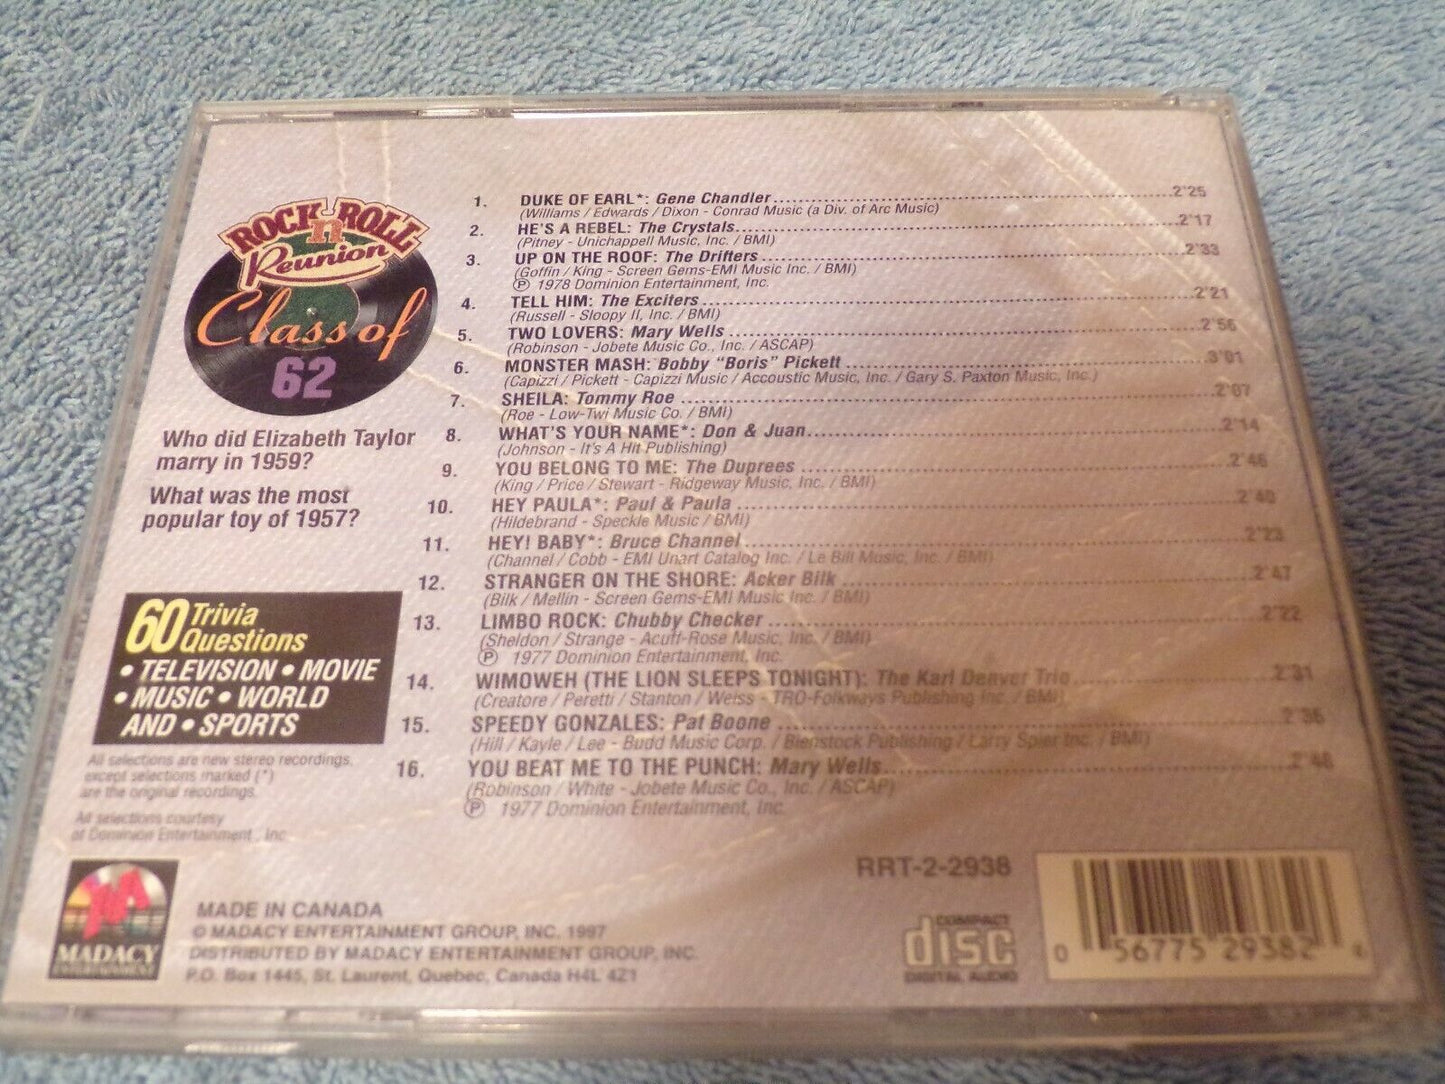 ROCK n ROLL
Reunion
Class of
62
Who did Elizabeth Taylor
marry in 1959?
What was the most
popular toy of 1957?
60 Trivia
Questions
• TELEVISION • MOVIE
• MUSIC • WORLD
AND • SPORTS
All selections are new stereo recordings,
except selections marked (*)
are the original recordings.
All selections courtesy
of Dominion Entertainment., Inc.
1. DUKE OF EARL*: Gene Chandler 2'25
(Williams / Edwards / Dixon - Conrad Music (a Div. of Arc Music)
2. HE'S A REBEL: The Crystals 2'17
(Pitney - Unichappell Music, Inc. / BMI)
3. UP ON THE ROOF: The Drifters 2'33
(Goffin / King - Screen Gems-EMI Music Inc. / BMI)
℗ 1978 Dominion Entertainment, Inc.
4. TELL HIM: The Exciters 2'21
(Russell - Sloopy II, Inc. / BMI)
5. TWO LOVERS: Mary Wells 2'56
(Robinson - Jobete Music Co., Inc. / ASCAP)
6. MONSTER MASH: Bobby "Boris" Pickett 3'01
(Capizzi / Pickett - Capizzi Music / Accoustic Music, Inc. / Gary S. Paxton Music, Inc.)
7. SHEILA: Tommy Roe 2'07
(Roe - Low-Twi Music Co. / BMI)
8. WHAT'S YOUR NAME*: Don & Juan 2'14
(Johnson - It's A Hit Publishing)
9. YOU BELONG TO ME: The Duprees 2'46
(King / Price / Stewart - Ridgeway Music, Inc. / BMI)
10. HEY PAULA*: Paul & Paula 2'40
(Hildebrand - Speckle Music / BMI)
11. HEY! BABY*: Bruce Channel 2'23
(Channel / Cobb - EMI Unart Catalog Inc. / Le Bill Music, Inc. / BMI)
12. STRANGER ON THE SHORE: Acker Bilk 2'47
(Bilk / Mellin - Screen Gems-EMI Music Inc. / BMI)
13. LIMBO ROCK: Chubby Checker 2'22
(Sheldon / Strange - Acuff-Rose Music, Inc. / BMI)
℗ 1977 Dominion Entertainment, Inc.
14. WIMOWEH (THE LION SLEEPS TONIGHT): The Karl Denver Trio 2'31
(Creatore / Peretti / Stanton / Weiss - TRO-Folkways Publishing Inc. / BMI)
15. SPEEDY GONZALES: Pat Boone 2'36
(Hill / Kayle / Lee - Budd Music Corp. / Bienstock Publishing / Larry Spier Inc. / BMI)
16. YOU BEAT ME TO THE PUNCH: Mary Wells 2'48
(Robinson / White - Jobete Music Co., Inc. / ASCAP)
℗ 1977 Dominion Entertainment, Inc.
MADACY
ENTERTAINMENT
MADE IN CANADA
© MADACY ENTERTAINMENT GROUP, INC. 1997
DISTRIBUTED BY MADACY ENTERTAINMENT GROUP, INC.
P.O. Box 1445, St. Laurent, Quebec, Canada H4L 4Z1
RRT-2-2938
COMPACT
disc
DIGITAL AUDIO
0 56775 29382